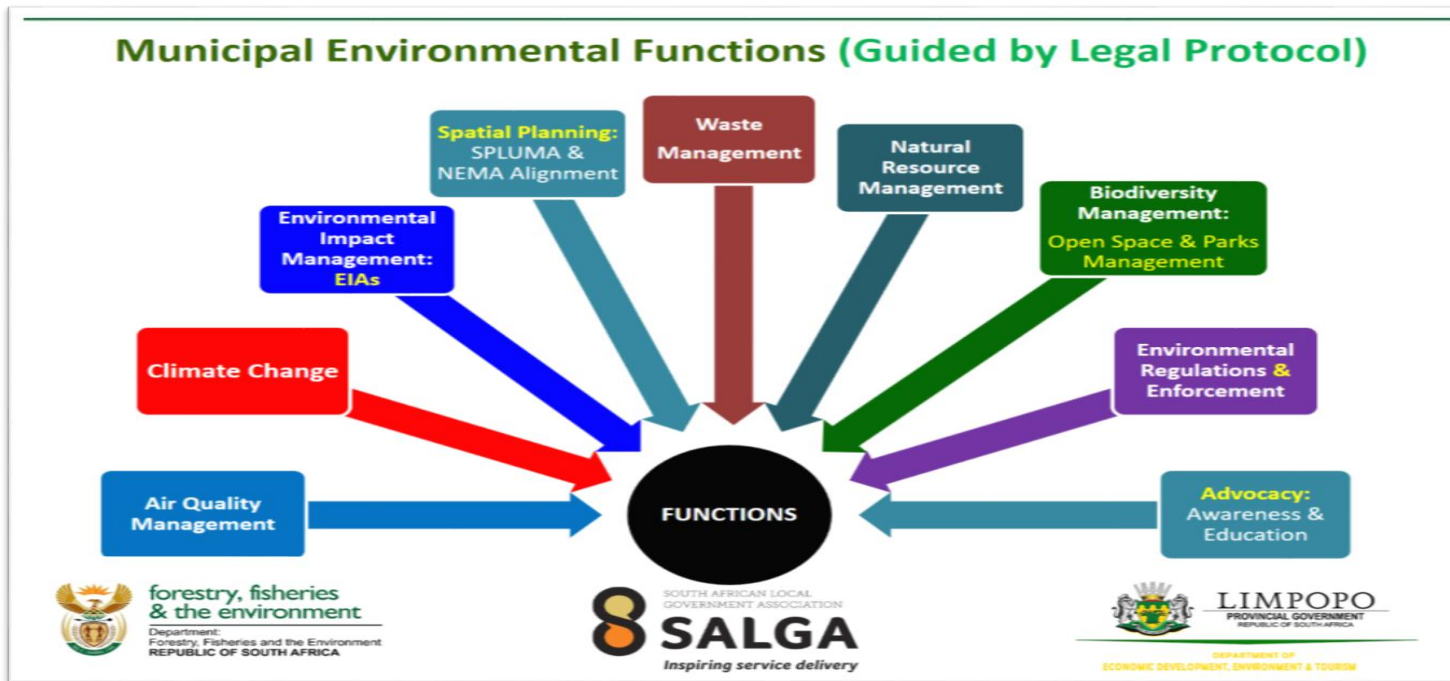 Municipal Environmental Functions (Guided by Legal Protocol)
Spatial Planning:
SPLUMA &
NEMA Alignment
Waste
Management
Natural
Resource
Management
Environmental
Impact
Management:
EIAs
Biodiversity
Management:
Open Space & Parks
Management
Climate Change
Environmental
Regulations &
Enforcement
Air Quality
Management
FUNCTIONS
Advocacy:
Awareness &
Education
forestry, fisheries
& the environment
Department:
Forestry, Fisheries and the Environment
REPUBLIC OF SOUTH AFRICA
SOUTH AFRICAN LOCAL
GOVERNMENT ASSOCIATION
SALGA
Inspiring service delivery
LIMPOPO
PROVINCIAL GOVERNMENT
REPUBLIC OF SOUTH AFRICA
DEPARTMENT OF
ECONOMIC DEVELOPMENT, ENVIRONMENT & TOURISM